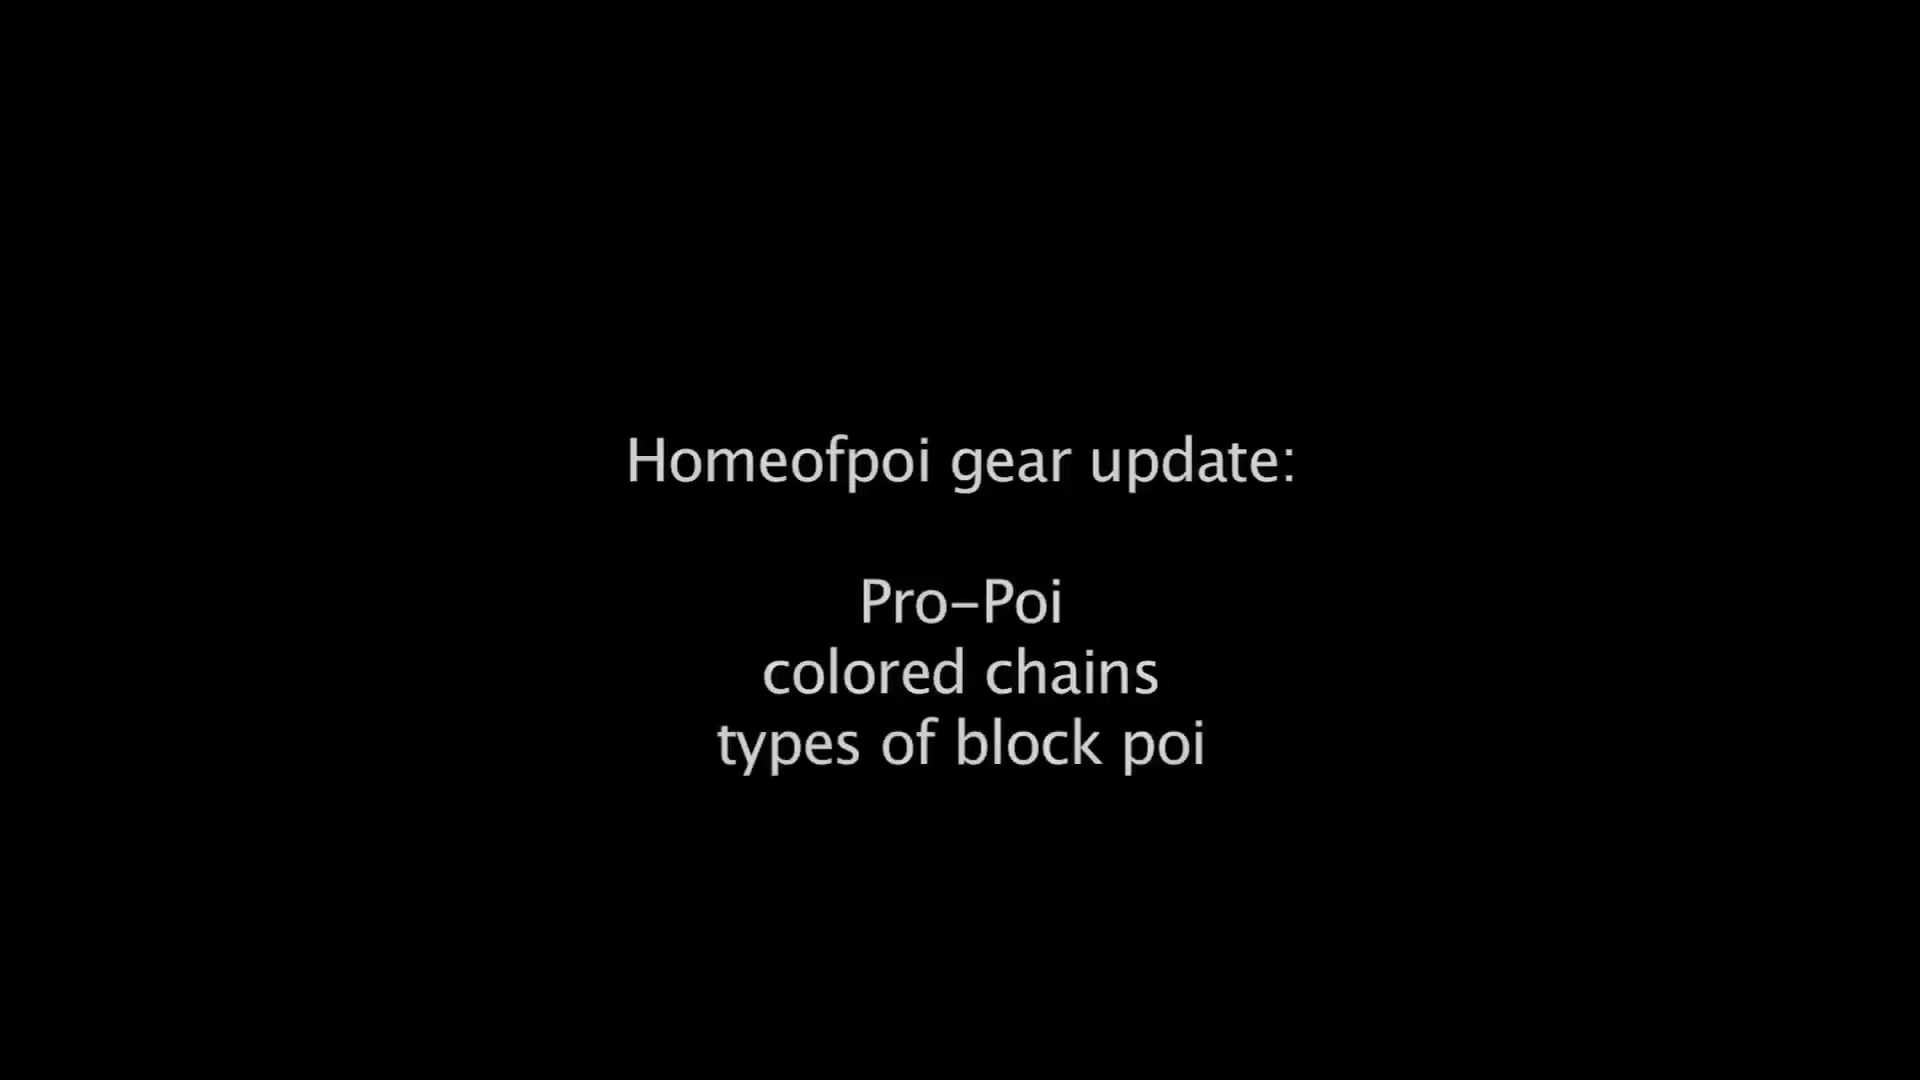 Homeofpoi gear update:
Pro-Poi
colored chains
types of block poi